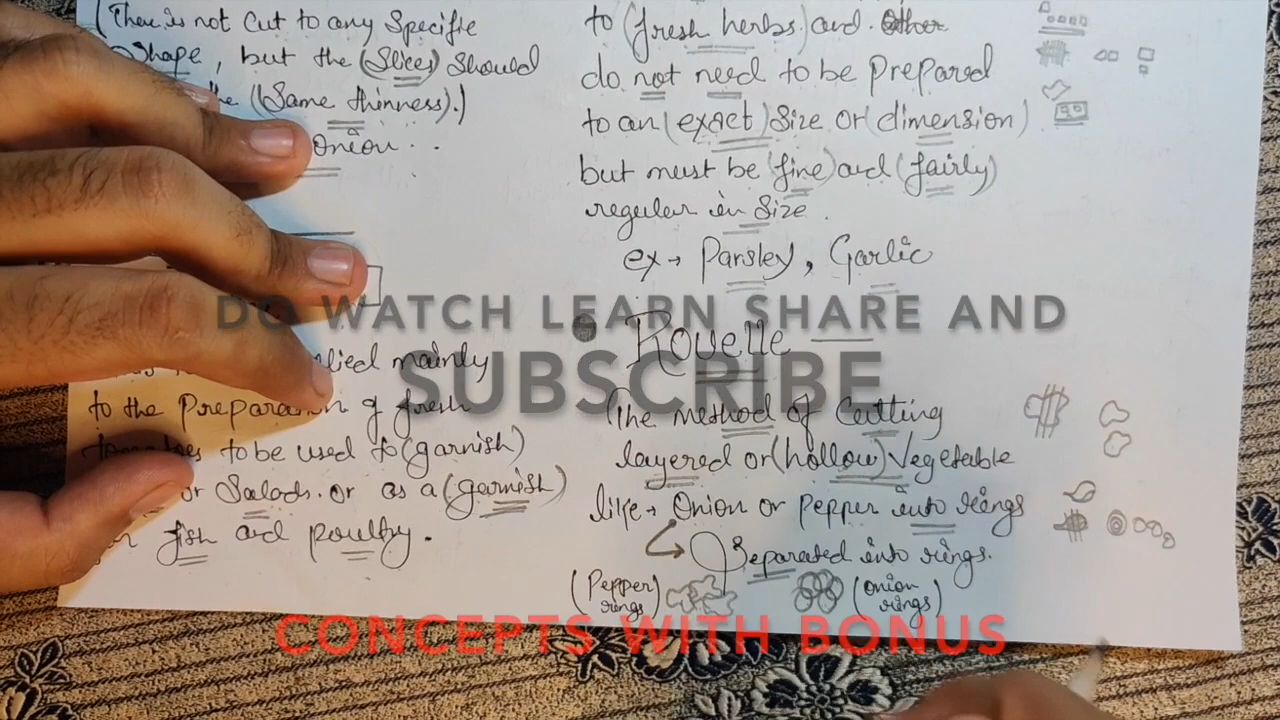 (There is not Cut to any Specific
Shape, but the (Slices) Should
the (Same thinness).)
Onion..
mainly
to the Preparation of fresh
tomatoes to be used to (garnish)
or Salads. or as a (garnish)
fish and poultry.
to (fresh herbs) and Other
do not need to be Prepared
to an (exact) Size or (dimension)
but must be (fine) and (fairly)
regular in Size.
ex → Parsley, Garlic
• Rouelle
The method of Cutting
layered or (hollow) Vegetable
like → Onion or Pepper into rings
Separated into rings.
(Pepper rings)
(Onion rings)
DO WATCH LEARN SHARE AND
SUBSCRIBE
CONCEPTS WITH BONUS